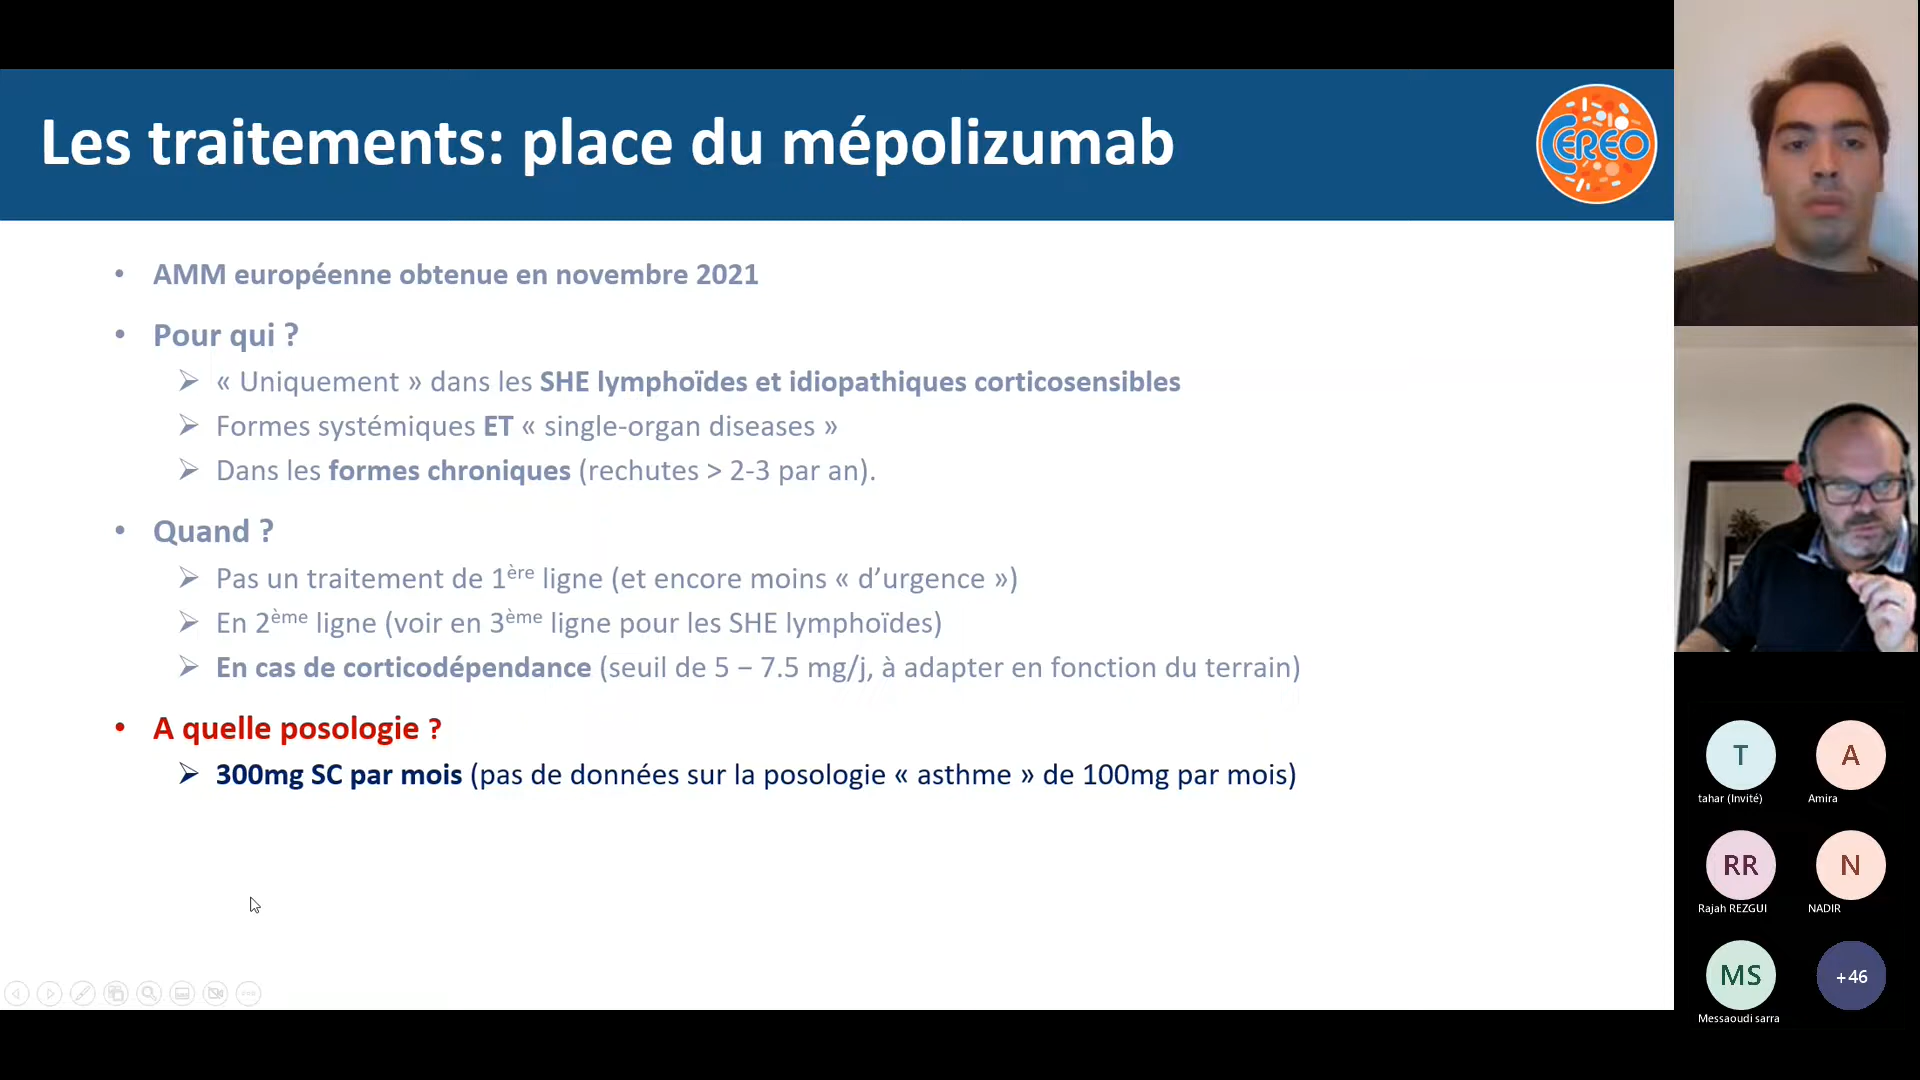 Les traitements: place du mépolizumab
CEREO
• AMM européenne obtenue en novembre 2021
• Pour qui ?
➢ « Uniquement » dans les SHE lymphoïdes et idiopathiques corticosensibles
➢ Formes systémiques ET « single-organ diseases »
➢ Dans les formes chroniques (rechutes > 2-3 par an).
• Quand ?
➢ Pas un traitement de 1ère ligne (et encore moins « d’urgence »)
➢ En 2ème ligne (voir en 3ème ligne pour les SHE lymphoïdes)
➢ En cas de corticodépendance (seuil de 5 – 7.5 mg/j, à adapter en fonction du terrain)
• A quelle posologie ?
➢ 300mg SC par mois (pas de données sur la posologie « asthme » de 100mg par mois)
T
tahar (Invité)
A
Amira
RR
Rajah REZGUI
N
NADIR
MS
Messaoudi sarra
+46